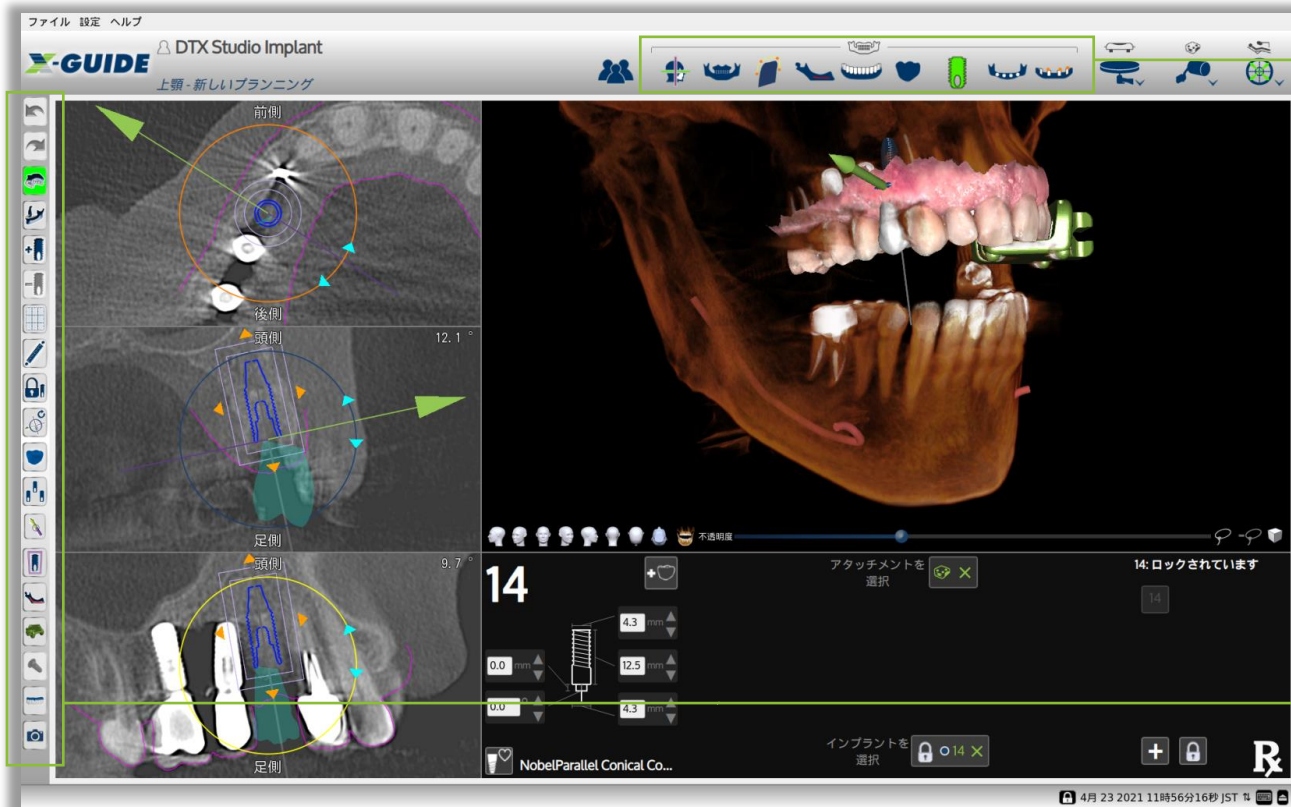 ファイル 設定 ヘルプ
X-GUIDE
DTX Studio Implant
上顎 - 新しいプランニング
前側
後側
頭側
12.1 °
足側
頭側
9.7 °
足側
不透明度
14
4.3 mm
0.0 mm
12.5 mm
0.0 °
4.3 mm
NobelParallel Conical Co...
アタッチメントを
選択
インプラントを
選択
14
14: ロックされています
14
Rx
4月 23 2021 11時56分16秒 JST